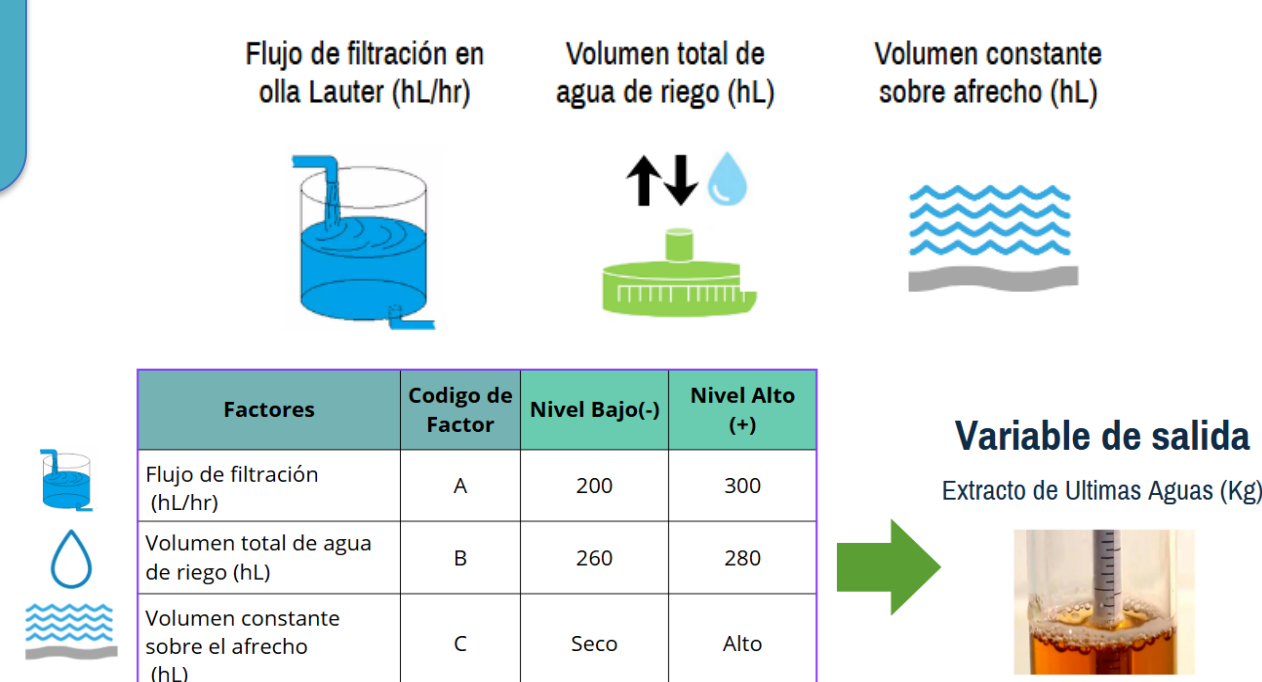 Flujo de filtración en
olla Lauter (hL/hr)
Volumen total de
agua de riego (hL)
Volumen constante
sobre afrecho (hL)
Factores
Codigo de
Factor
Nivel Bajo(-)
Nivel Alto
(+)
Flujo de filtración
(hL/hr)
A
200
300
Volumen total de agua
de riego (hL)
B
260
280
Volumen constante
sobre el afrecho
(hL)
C
Seco
Alto
Variable de salida
Extracto de Ultimas Aguas (Kg)